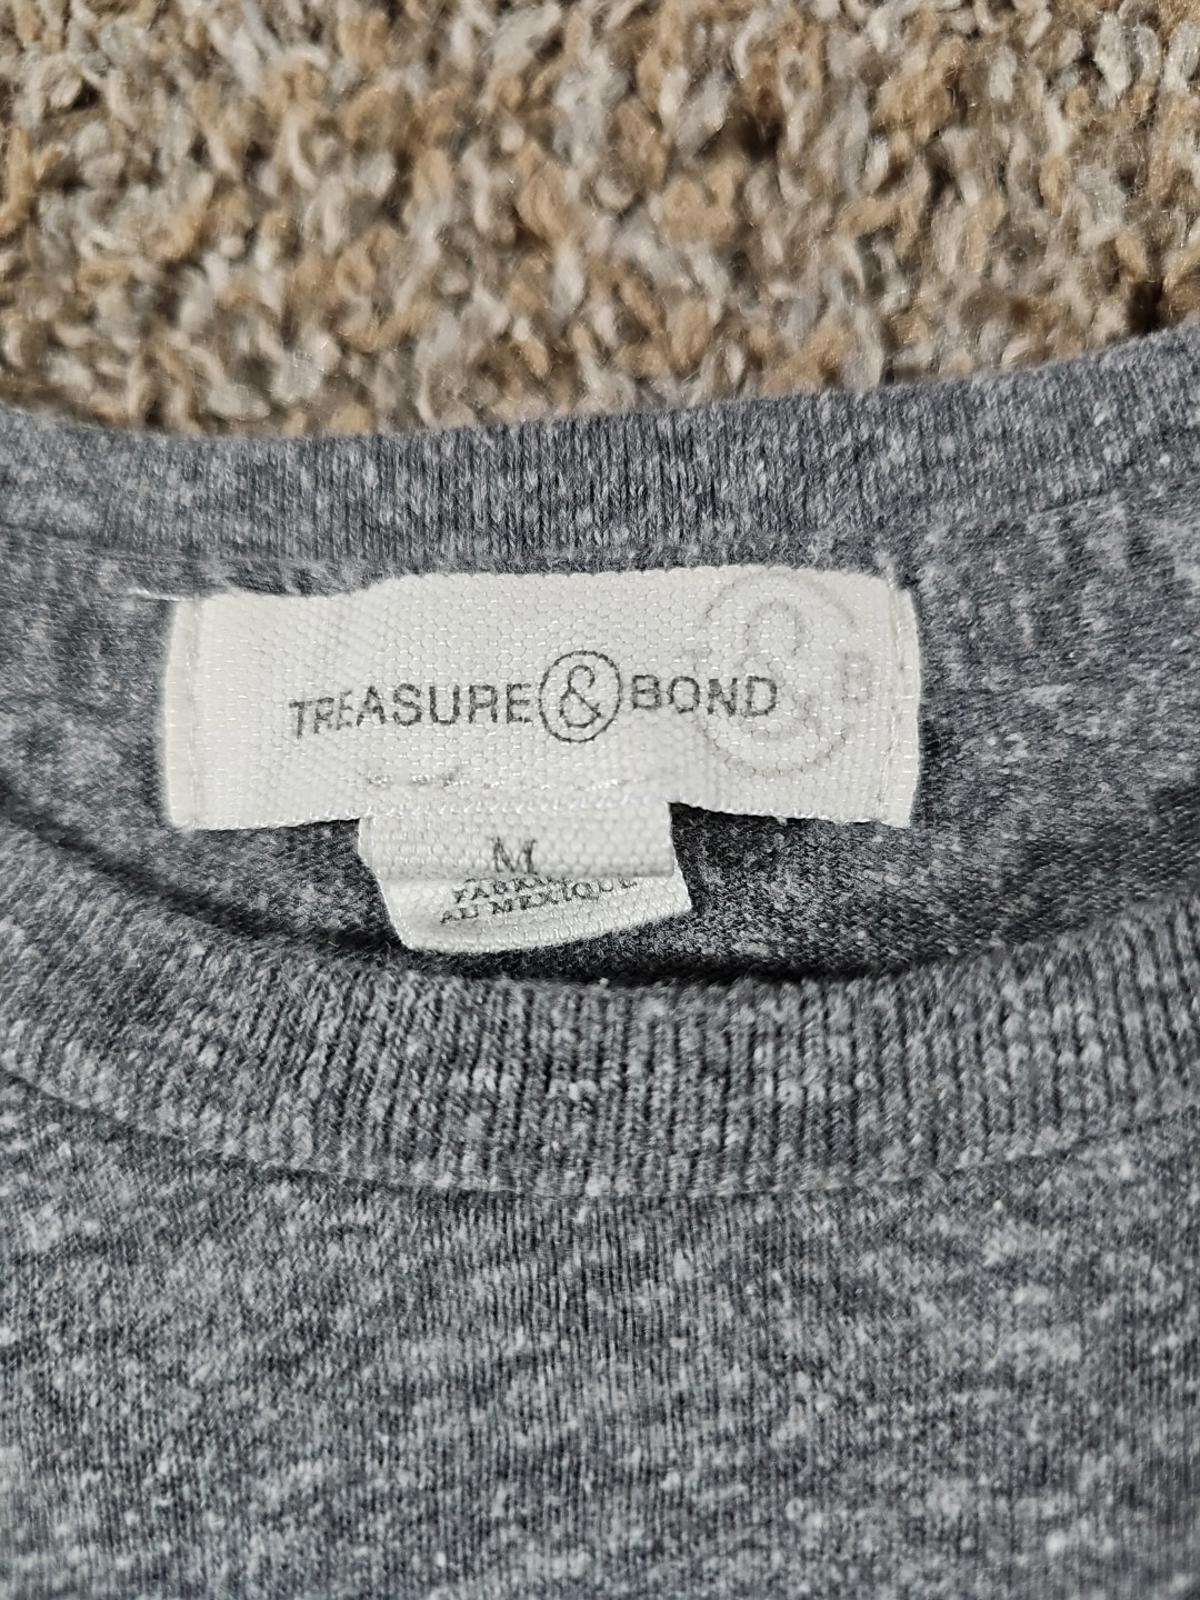 TREASURE & BOND
T & B
M
AU MEXIQUE